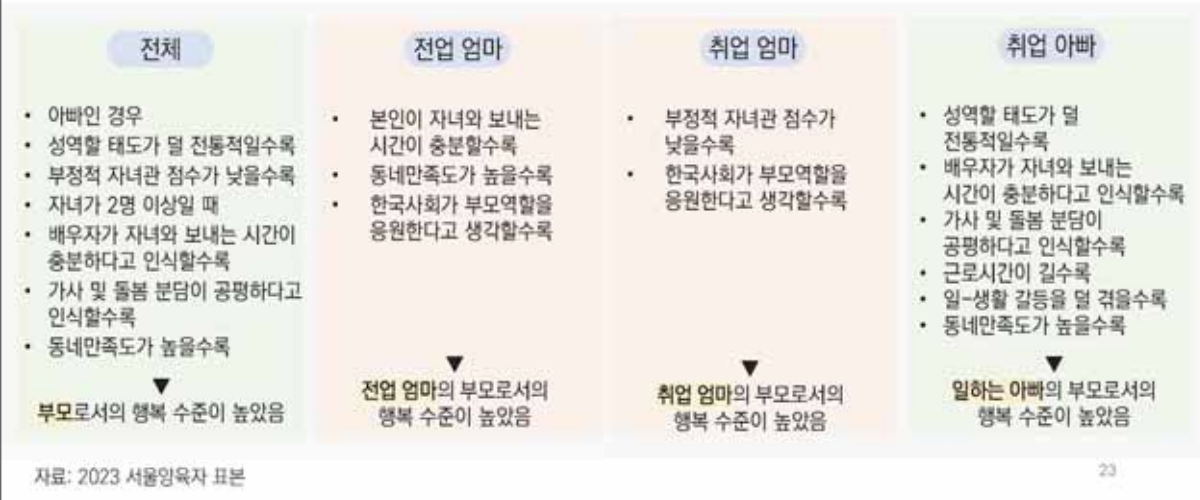 전체
• 아빠인 경우
• 성역할 태도가 덜 전통적일수록
• 부정적 자녀관 점수가 낮을수록
• 자녀가 2명 이상일 때
• 배우자가 자녀와 보내는 시간이
충분하다고 인식할수록
• 가사 및 돌봄 분담이 공평하다고
인식할수록
• 동네만족도가 높을수록
▼
부모로서의 행복 수준이 높았음
전업 엄마
• 본인이 자녀와 보내는
시간이 충분할수록
• 동네만족도가 높을수록
• 한국사회가 부모역할을
응원한다고 생각할수록
▼
전업 엄마의 부모로서의
행복 수준이 높았음
취업 엄마
• 부정적 자녀관 점수가
낮을수록
• 한국사회가 부모역할을
응원한다고 생각할수록
▼
취업 엄마의 부모로서의
행복 수준이 높았음
취업 아빠
• 성역할 태도가 덜
전통적일수록
• 배우자가 자녀와 보내는
시간이 충분하다고 인식할수록
• 가사 및 돌봄 분담이
공평하다고 인식할수록
• 근로시간이 길수록
• 일-생활 갈등을 덜 겪을수록
• 동네만족도가 높을수록
▼
일하는 아빠의 부모로서의
행복 수준이 높았음
자료: 2023 서울양육자 표본
23